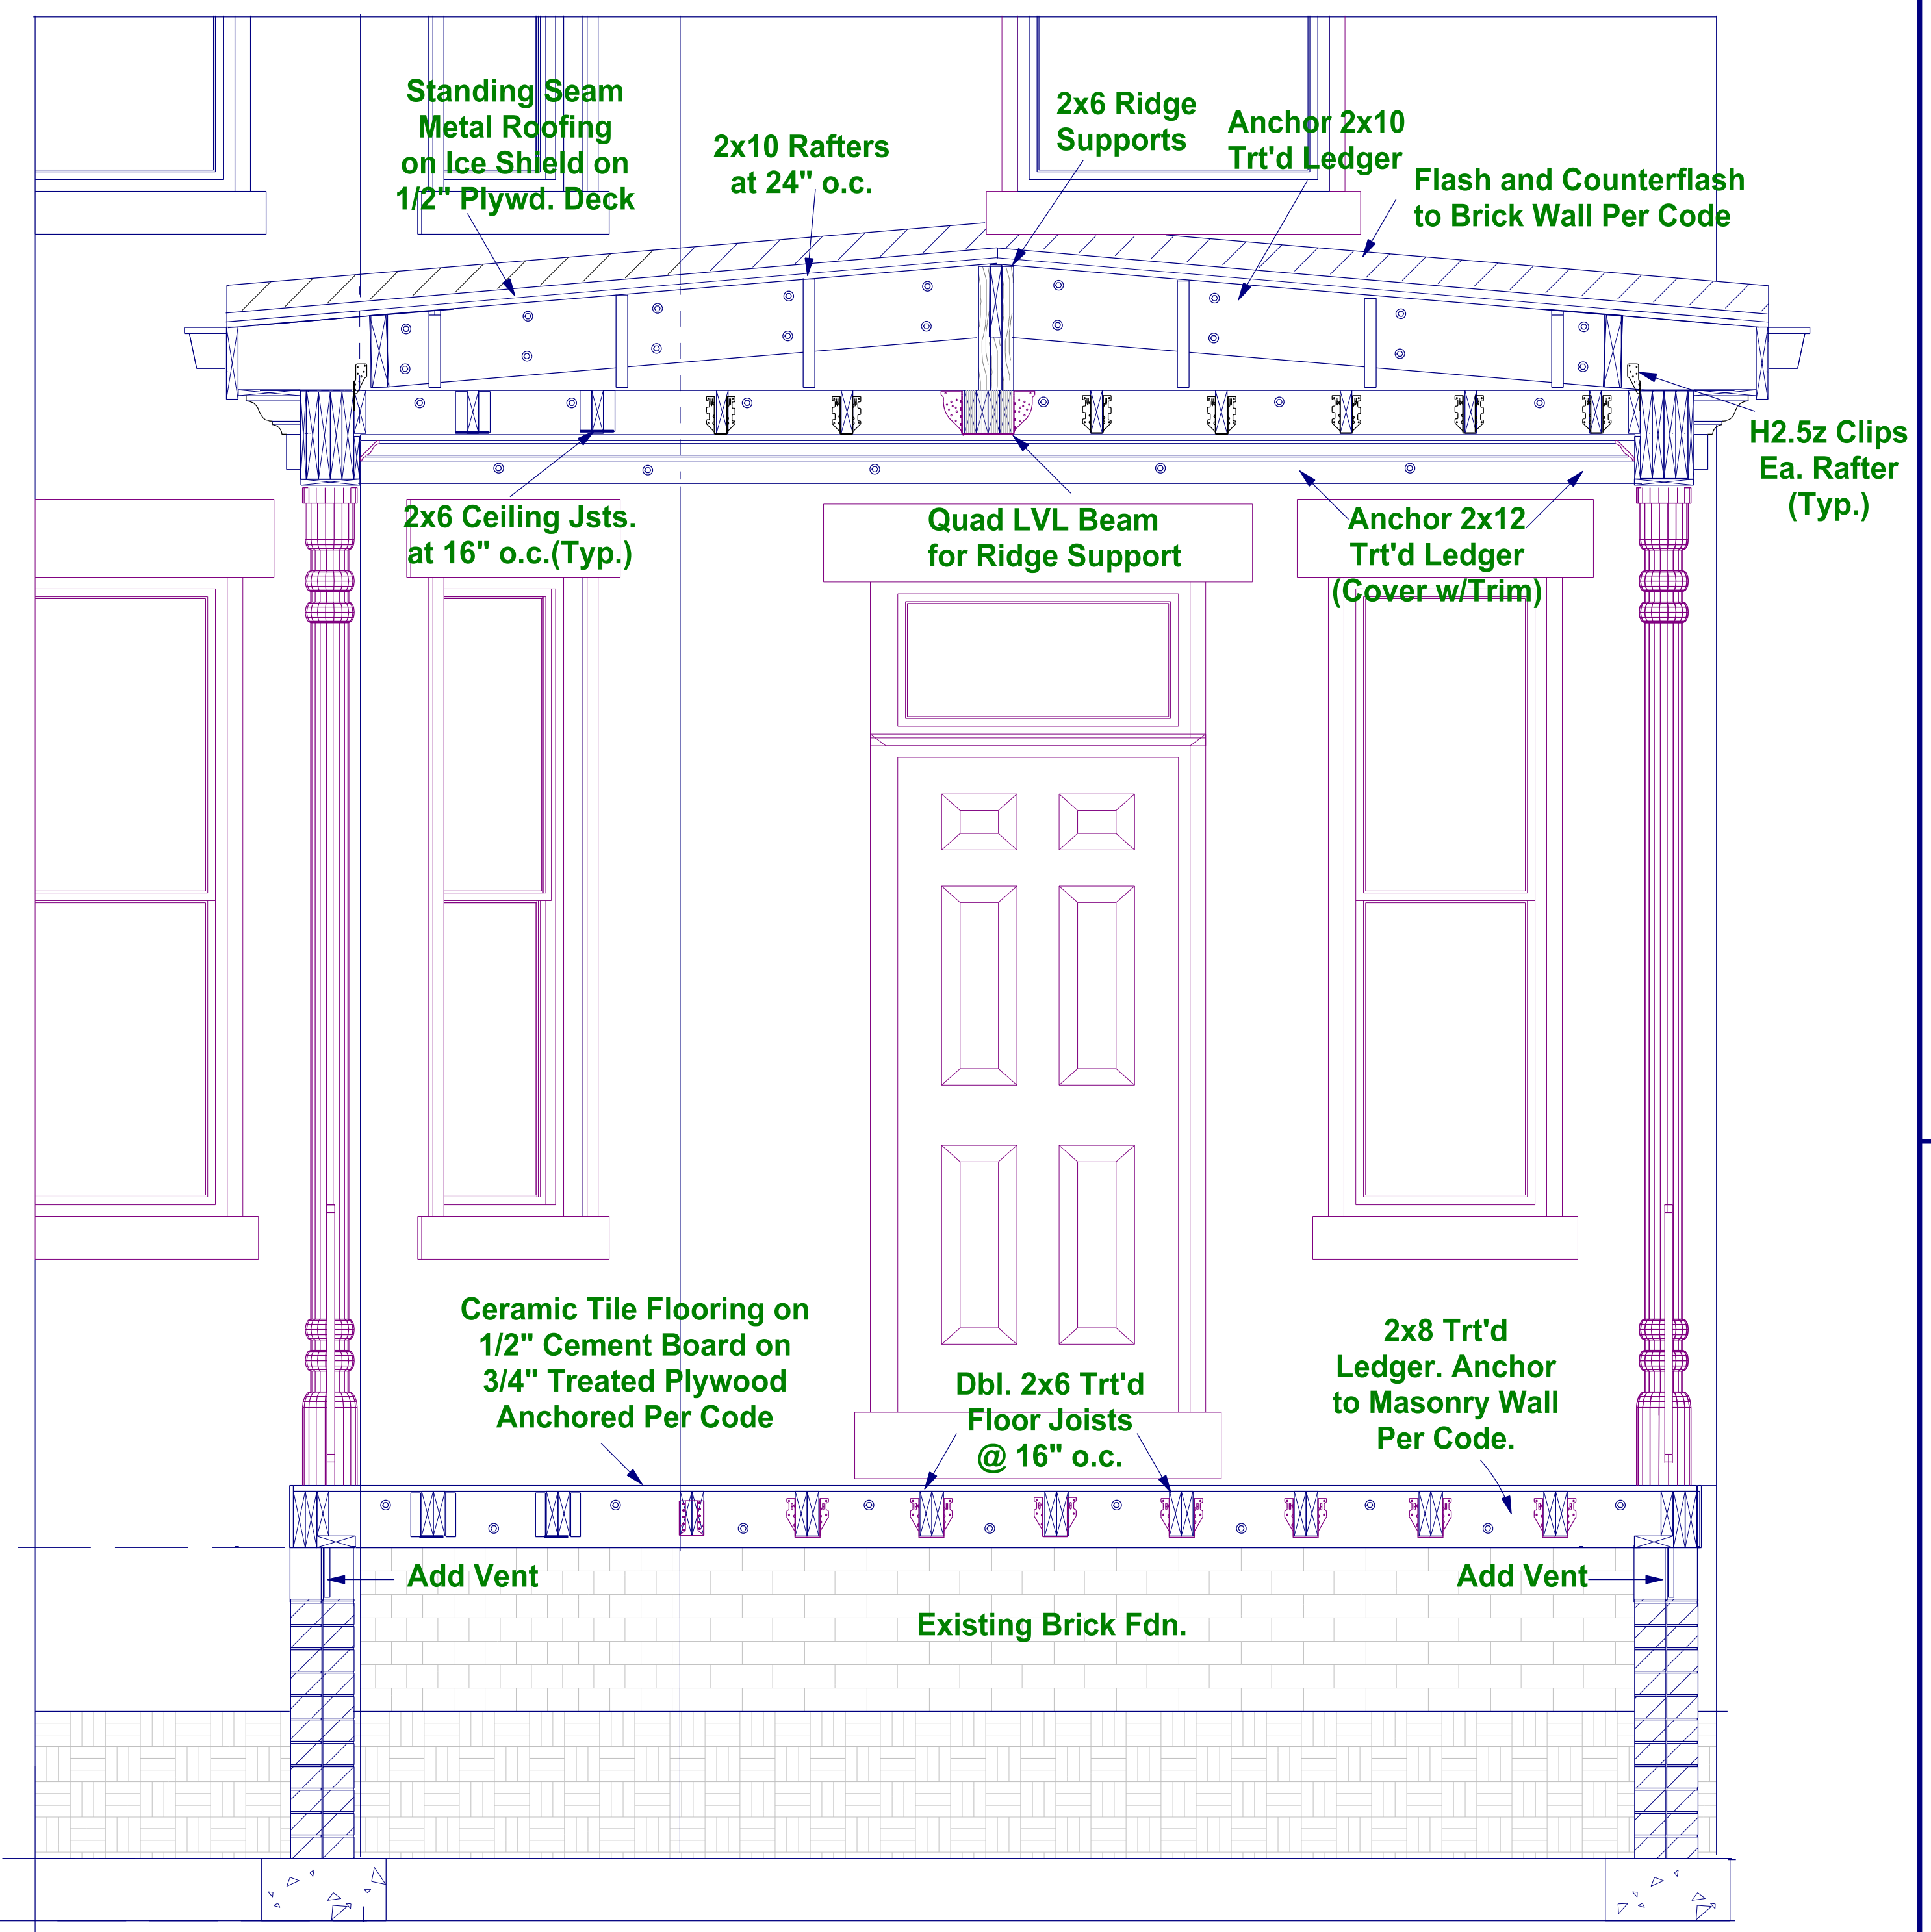 Standing Seam
Metal Roofing
on Ice Shield on
1/2" Plywd. Deck
2x10 Rafters
at 24" o.c.
2x6 Ridge
Supports
Anchor 2x10
Trt'd Ledger
Flash and Counterflash
to Brick Wall Per Code
H2.5z Clips
Ea. Rafter
(Typ.)
2x6 Ceiling Jsts.
at 16" o.c.(Typ.)
Quad LVL Beam
for Ridge Support
Anchor 2x12
Trt'd Ledger
(Cover w/Trim)
Ceramic Tile Flooring on
1/2" Cement Board on
3/4" Treated Plywood
Anchored Per Code
Dbl. 2x6 Trt'd
Floor Joists
@ 16" o.c.
2x8 Trt'd
Ledger. Anchor
to Masonry Wall
Per Code.
Add Vent
Add Vent
Existing Brick Fdn.